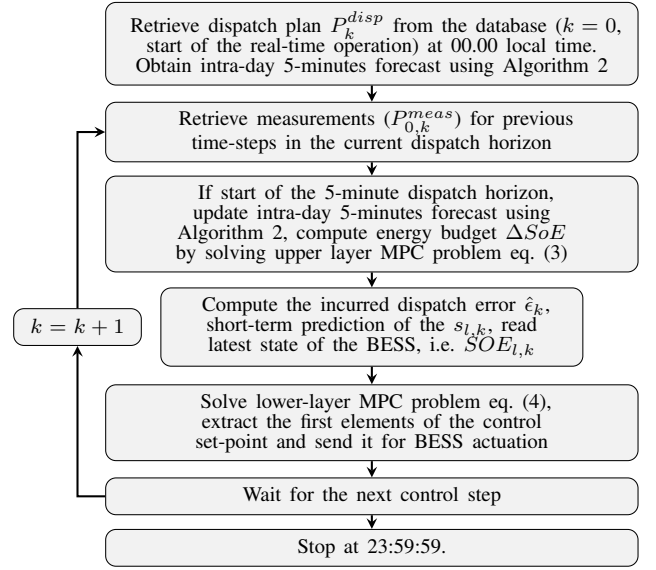 Retrieve dispatch plan $P_k^{disp}$ from the database ($k = 0$,
start of the real-time operation) at 00.00 local time.
Obtain intra-day 5-minutes forecast using Algorithm 2
Retrieve measurements ($P_{0,k}^{meas}$) for previous
time-steps in the current dispatch horizon
If start of the 5-minute dispatch horizon,
update intra-day 5-minutes forecast using
Algorithm 2, compute energy budget $\Delta SoE$
by solving upper layer MPC problem eq. (3)
Compute the incurred dispatch error $\hat{\epsilon}_k$,
short-term prediction of the $s_{l,k}$, read
latest state of the BESS, i.e. $SOE_{l,k}$
$k = k + 1$
Solve lower-layer MPC problem eq. (4),
extract the first elements of the control
set-point and send it for BESS actuation
Wait for the next control step
Stop at 23:59:59.